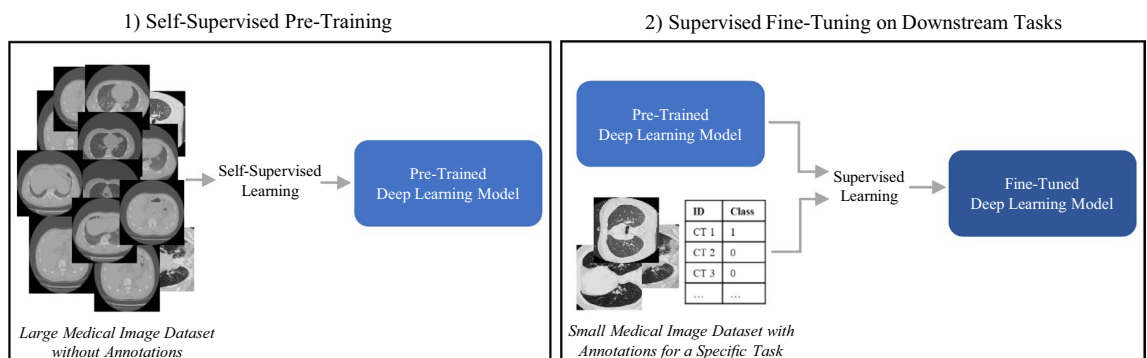 1) Self-Supervised Pre-Training
Self-Supervised
Learning
Pre-Trained
Deep Learning Model
Large Medical Image Dataset
without Annotations
2) Supervised Fine-Tuning on Downstream Tasks
Pre-Trained
Deep Learning Model
ID Class
CT 1 1
CT 2 0
CT 3 0
... ...
Small Medical Image Dataset with
Annotations for a Specific Task
Supervised
Learning
Fine-Tuned
Deep Learning Model